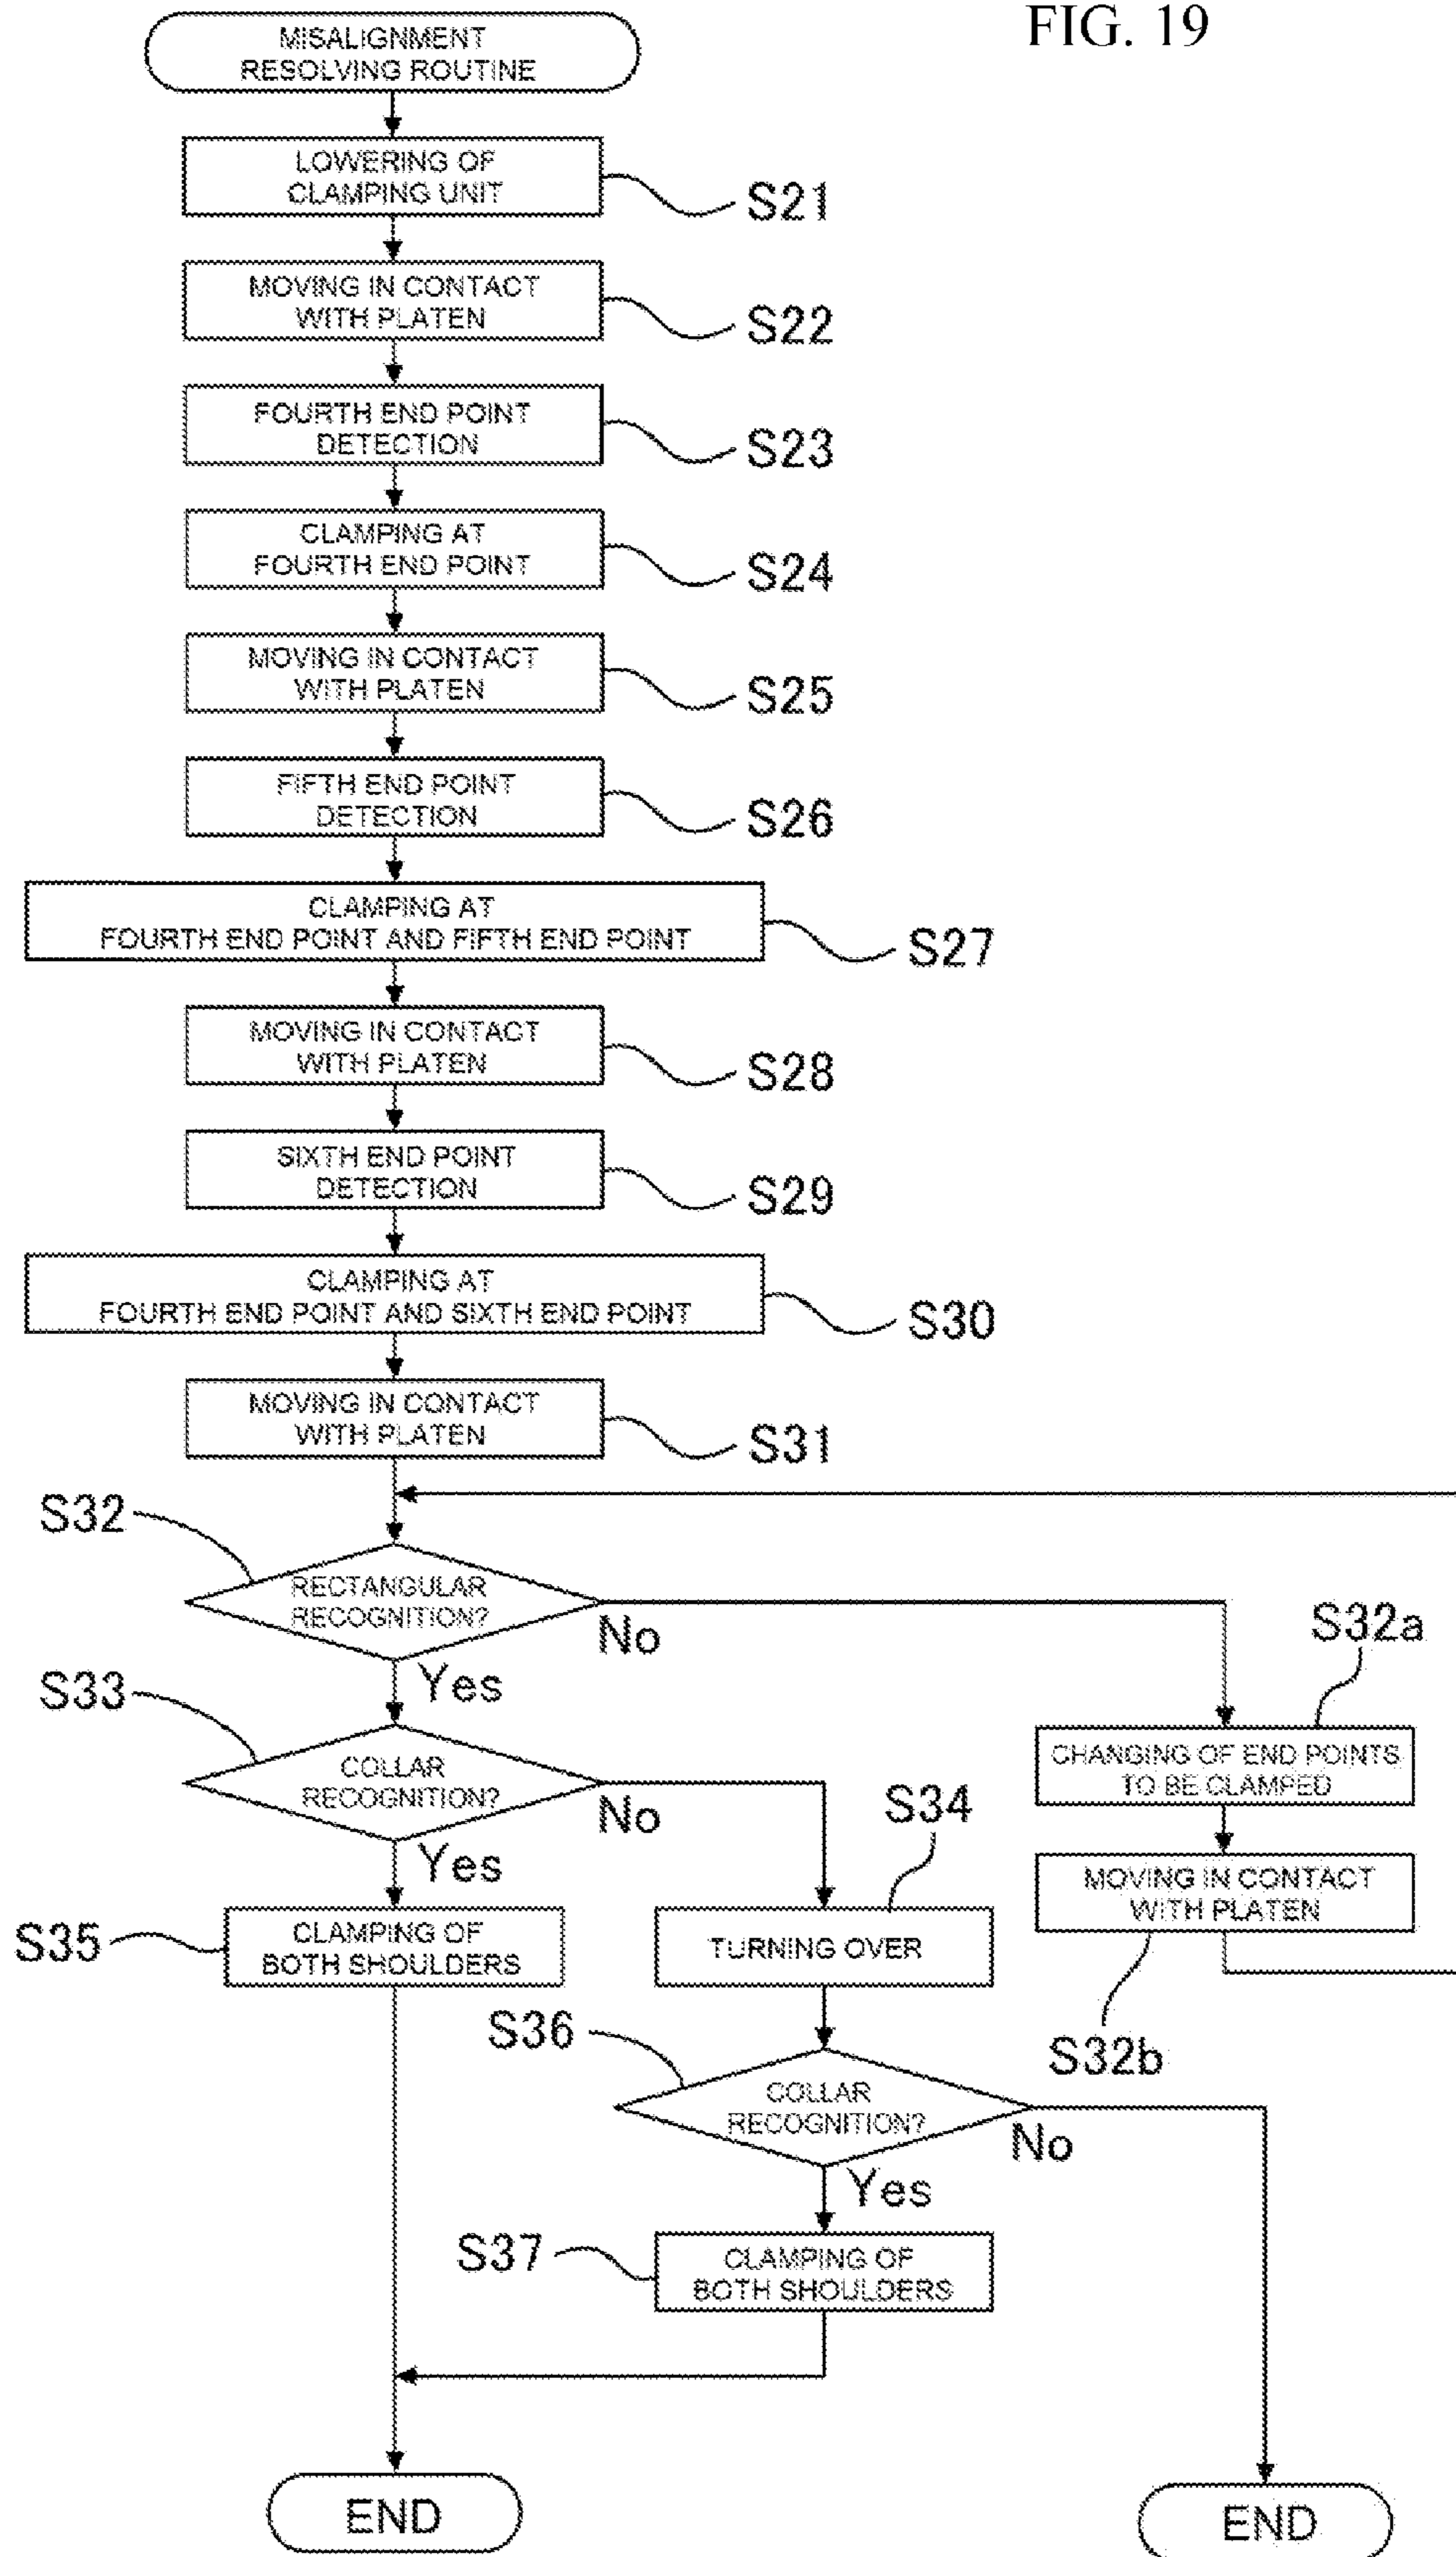 FIG. 19
MISALIGNMENT
RESOLVING ROUTINE
LOWERING OF
CLAMPING UNIT
S21
MOVING IN CONTACT
WITH PLATEN
S22
FOURTH END POINT
DETECTION
S23
CLAMPING AT
FOURTH END POINT
S24
MOVING IN CONTACT
WITH PLATEN
S25
FIFTH END POINT
DETECTION
S26
CLAMPING AT
FOURTH END POINT AND FIFTH END POINT
S27
MOVING IN CONTACT
WITH PLATEN
S28
SIXTH END POINT
DETECTION
S29
CLAMPING AT
FOURTH END POINT AND SIXTH END POINT
S30
MOVING IN CONTACT
WITH PLATEN
S31
S32
RECTANGULAR
RECOGNITION?
No
Yes
S32a
CHANGING OF END POINTS
TO BE CLAMPED
S33
COLLAR
RECOGNITION?
No
Yes
S34
MOVING IN CONTACT
WITH PLATEN
S32b
S35
CLAMPING OF
BOTH SHOULDERS
TURNING OVER
S36
COLLAR
RECOGNITION?
No
Yes
S37
CLAMPING OF
BOTH SHOULDERS
END
END